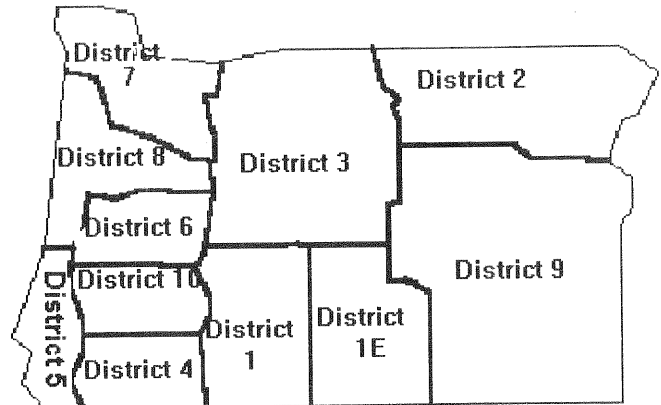 District
7
District 2
District 8
District 3
District 6
District 9
District 10
District 5
District
1
District
1E
District 4